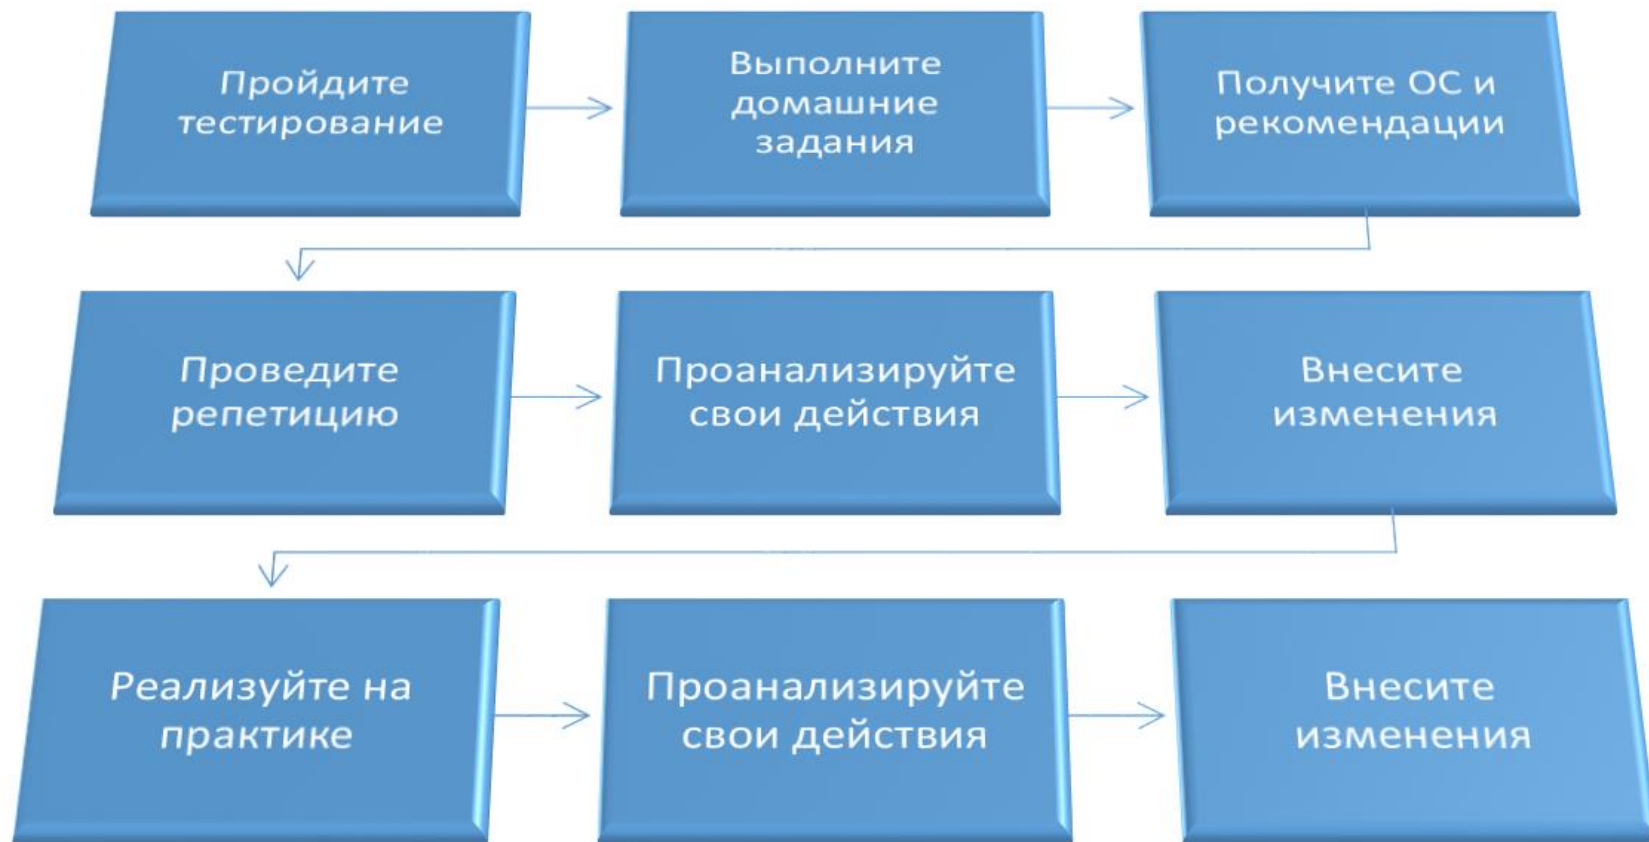 Пройдите
тестирование
Выполните
домашние
задания
Получите ОС и
рекомендации
Проведите
репетицию
Проанализируйте
свои действия
Внесите
изменения
Реализуйте на
практике
Проанализируйте
свои действия
Внесите
изменения